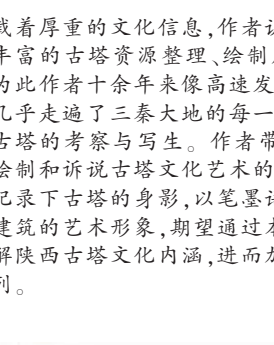 载着厚重的文化信息,作者
丰富的古塔资源整理、绘制
为此作者十余年来像高速发
几乎走遍了三秦大地的每一
古塔的考察与写生。作者带
绘制和诉说古塔文化艺术的
记录下古塔的身影,以笔墨
建筑的艺术形象,期望通过
解陕西古塔文化内涵,进而
列。